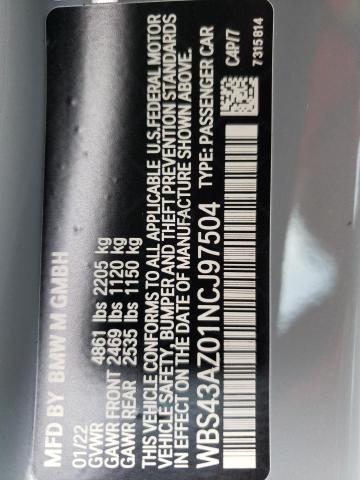 MFD BY BMW M GMBH
01/22
GVWR 4861 lbs 2205 kg
GAWR FRONT 2469 lbs 1120 kg
GAWR REAR 2535 lbs 1150 kg
THIS VEHICLE CONFORMS TO ALL APPLICABLE U.S. FEDERAL MOTOR
VEHICLE SAFETY, BUMPER AND THEFT PREVENTION STANDARDS
IN EFFECT ON THE DATE OF MANUFACTURE SHOWN ABOVE.
WBS43AZ01NCJ97504 TYPE: PASSENGER CAR
C4P/7
7315814